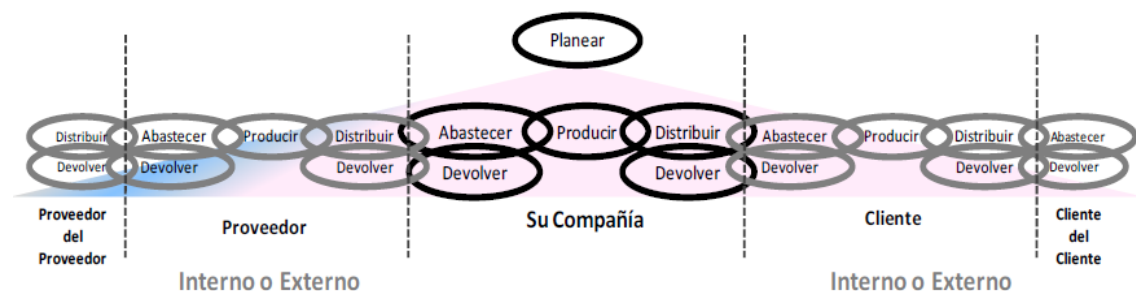 Planear
Distribuir Abastecer Producir Distribuir Abastecer Producir Distribuir Abastecer Producir Distribuir Abastecer
Devolver Devolver Devolver Devolver Devolver Devolver Devolver Devolver
Proveedor
del
Proveedor
Proveedor
Su Compañía
Cliente
Cliente
del
Cliente
Interno o Externo
Interno o Externo